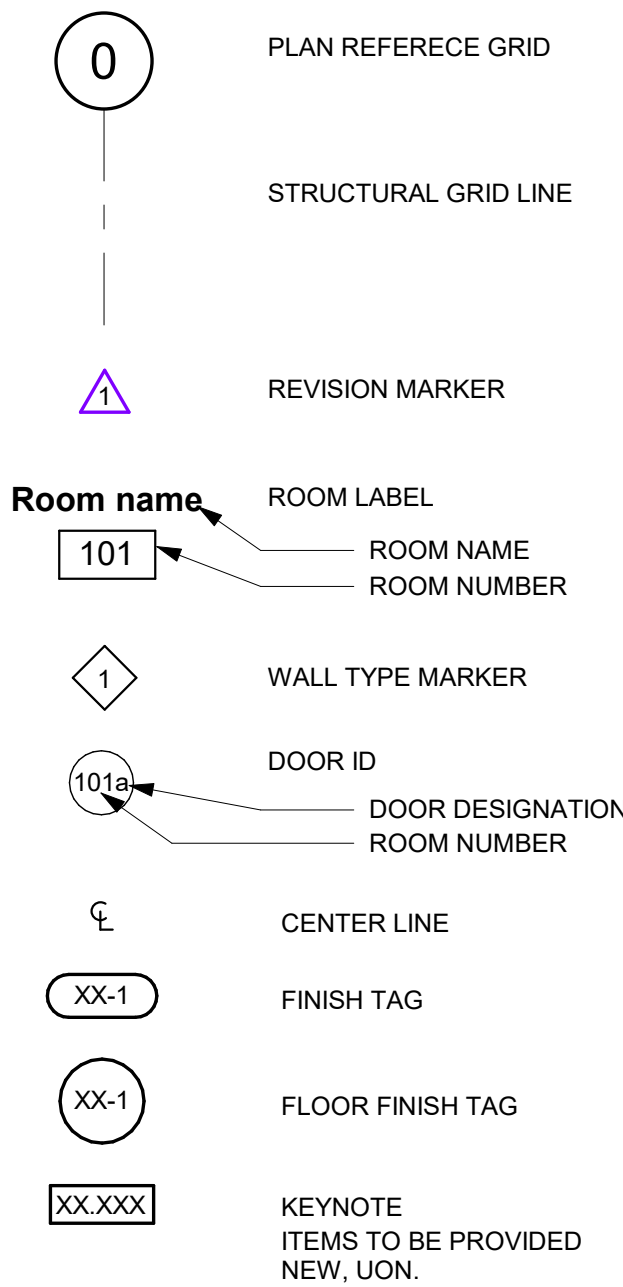 0 PLAN REFERECE GRID
STRUCTURAL GRID LINE
1 REVISION MARKER
Room name ROOM LABEL
101 ROOM NAME
ROOM NUMBER
1 WALL TYPE MARKER
DOOR ID
101a DOOR DESIGNATION
ROOM NUMBER
℄ CENTER LINE
XX-1 FINISH TAG
XX-1 FLOOR FINISH TAG
XX.XXX KEYNOTE
ITEMS TO BE PROVIDED
NEW, UON.